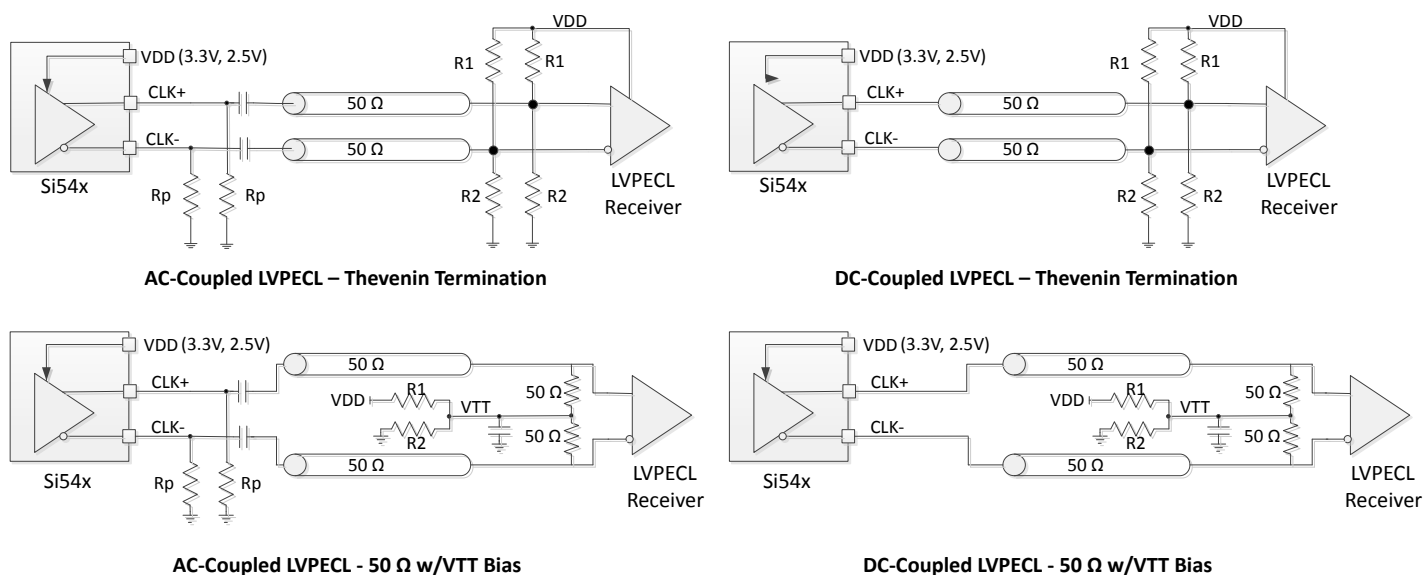 VDD
VDD (3.3V, 2.5V)
R1
R1
CLK+
50 Ω
CLK-
50 Ω
Si54x
Rp
Rp
R2
R2
LVPECL
Receiver
AC-Coupled LVPECL – Thevenin Termination
VDD
VDD (3.3V, 2.5V)
R1
R1
CLK+
50 Ω
CLK-
50 Ω
Si54x
R2
R2
LVPECL
Receiver
DC-Coupled LVPECL – Thevenin Termination
VDD (3.3V, 2.5V)
50 Ω
CLK+
R1
VDD
VTT
50 Ω
CLK-
R2
50 Ω
50 Ω
Si54x
Rp
Rp
LVPECL
Receiver
AC-Coupled LVPECL - 50 Ω w/VTT Bias
VDD (3.3V, 2.5V)
50 Ω
CLK+
R1
VDD
VTT
50 Ω
CLK-
R2
50 Ω
50 Ω
Si54x
LVPECL
Receiver
DC-Coupled LVPECL - 50 Ω w/VTT Bias